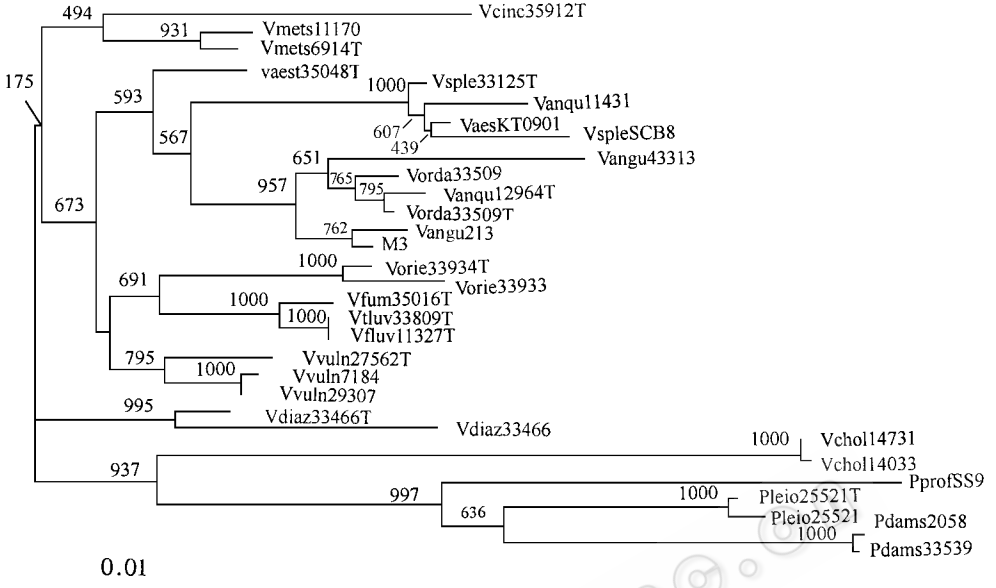 494
Vcinc35912T
931
Vmets11170
Vmets6914T
175
vaest35048T
593
1000
Vsple33125T
Vanqu11431
607
VaesKT0901
439
VspleSCB8
567
651
Vangu43313
765
Vorda33509
957
795
Vanqu12964T
Vorda33509T
673
762
Vangu213
M3
1000
Vorie33934T
691
Vorie33933
1000
Vfum35016T
1000
Vtluv33809T
Vfluv11327T
795
Vvuln27562T
1000
Vvuln7184
Vvuln29307
995
Vdiaz33466T
Vdiaz33466
1000
Vchol14731
937
Vchol14033
PprofSS9
997
1000
Pleio25521T
636
Pleio25521
Pdams2058
1000
Pdams33539
0.01